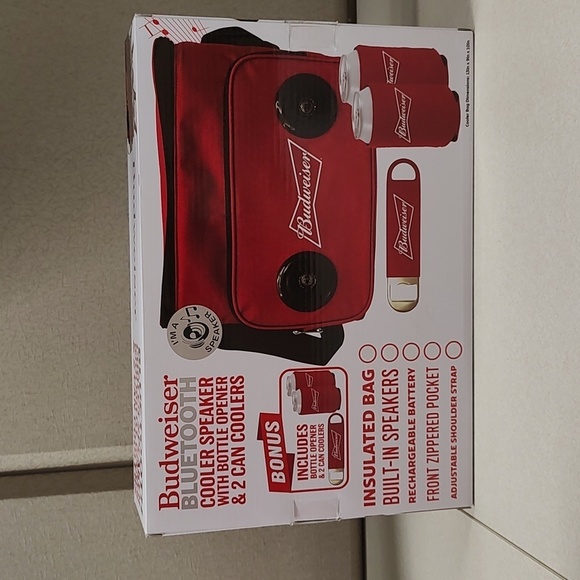 Budweiser
BLUETOOTH
COOLER SPEAKER
WITH BOTTLE OPENER
& 2 CAN COOLERS
BONUS
INCLUDES
BOTTLE OPENER
& 2 CAN COOLERS
INSULATED BAG
BUILT-IN SPEAKERS
RECHARGEABLE BATTERY
FRONT ZIPPERED POCKET
ADJUSTABLE SHOULDER STRAP
I'M A
SPEAKER
Budweiser
Budweiser
Budweiser
Budweiser